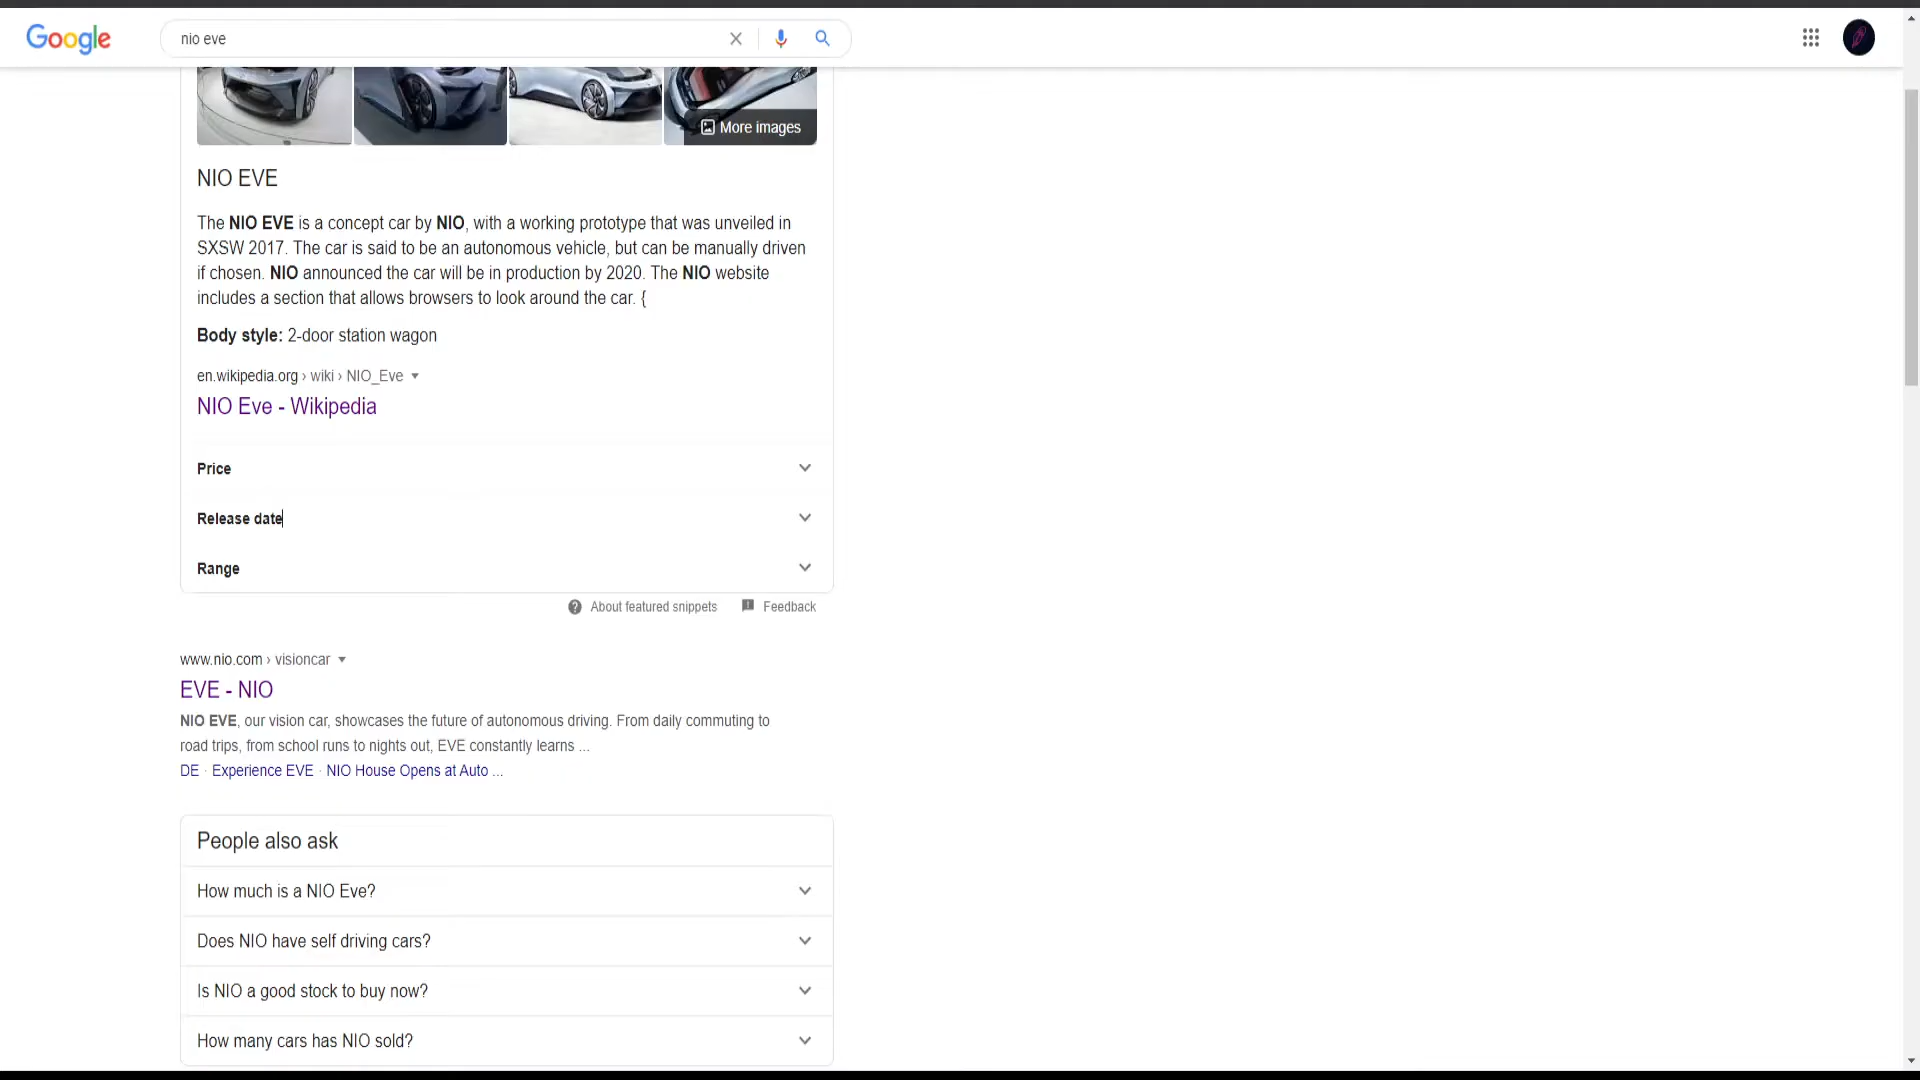 Google
nio eve
More images
NIO EVE
The NIO EVE is a concept car by NIO, with a working prototype that was unveiled in
SXSW 2017. The car is said to be an autonomous vehicle, but can be manually driven
if chosen. NIO announced the car will be in production by 2020. The NIO website
includes a section that allows browsers to look around the car. {
Body style: 2-door station wagon
en.wikipedia.org › wiki › NIO_Eve
NIO Eve - Wikipedia
Price
Release date
Range
About featured snippets Feedback
www.nio.com › visioncar
EVE - NIO
NIO EVE, our vision car, showcases the future of autonomous driving. From daily commuting to
road trips, from school runs to nights out, EVE constantly learns ...
DE · Experience EVE · NIO House Opens at Auto ...
People also ask
How much is a NIO Eve?
Does NIO have self driving cars?
Is NIO a good stock to buy now?
How many cars has NIO sold?